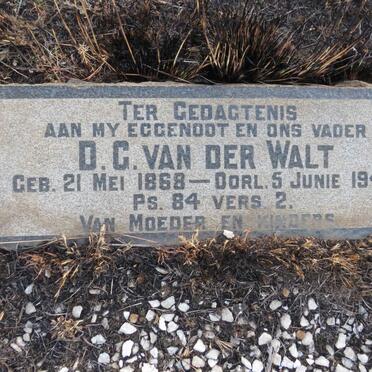 TER GEDAGTENIS
AAN MY EGGENOOT EN ONS VADER
D. G. VAN DER WALT
GEB. 21 MEI 1868 — OORL. 5 JUNIE 194
PS. 84 VERS 2.
VAN MOEDER EN KINDERS